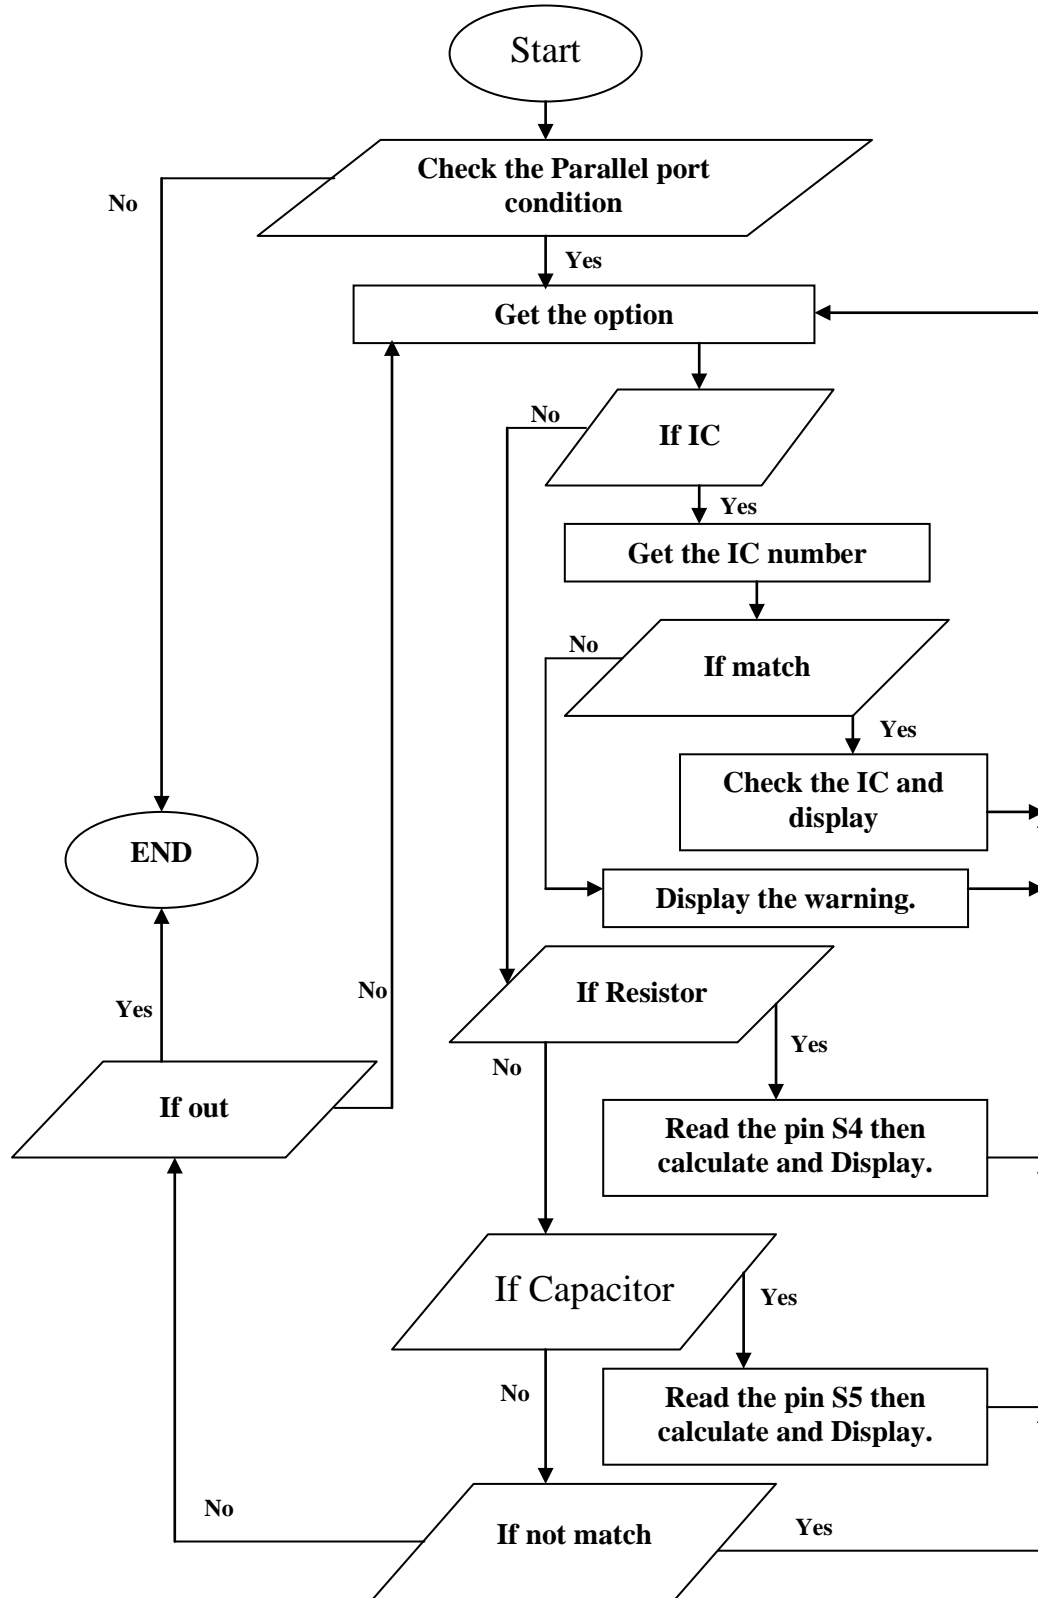 Start
Check the Parallel port
condition
No
Yes
Get the option
No
If IC
Yes
Get the IC number
No
If match
Yes
Check the IC and
display
END
Display the warning.
If Resistor
No
Yes
Yes
No
If out
Read the pin S4 then
calculate and Display.
If Capacitor
Yes
No
Read the pin S5 then
calculate and Display.
No
If not match
Yes